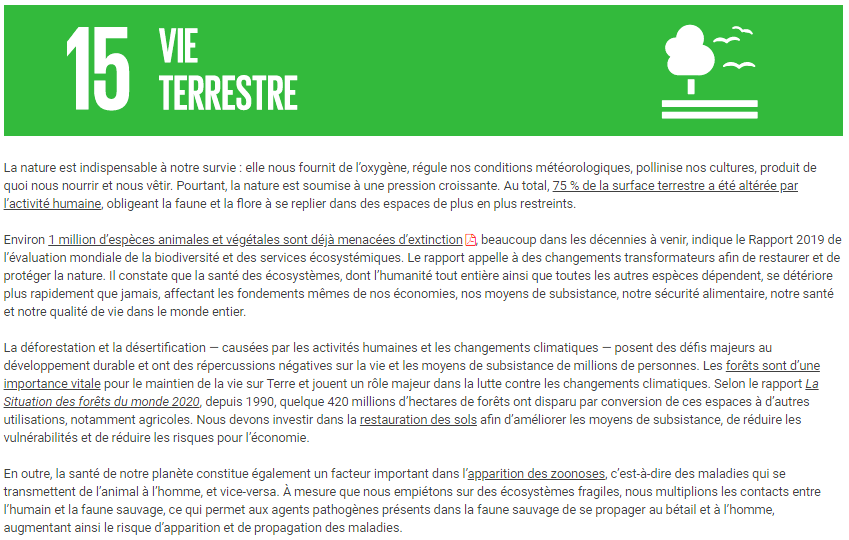 15
VIE
TERRESTRE
La nature est indispensable à notre survie : elle nous fournit de l’oxygène, régule nos conditions météorologiques, pollinise nos cultures, produit de
quoi nous nourrir et nous vêtir. Pourtant, la nature est soumise à une pression croissante. Au total, 75 % de la surface terrestre a été altérée par
l’activité humaine, obligeant la faune et la flore à se replier dans des espaces de plus en plus restreints.
Environ 1 million d’espèces animales et végétales sont déjà menacées d’extinction, beaucoup dans les décennies à venir, indique le Rapport 2019 de
l’évaluation mondiale de la biodiversité et des services écosystémiques. Le rapport appelle à des changements transformateurs afin de restaurer et de
protéger la nature. Il constate que la santé des écosystèmes, dont l’humanité tout entière ainsi que toutes les autres espèces dépendent, se détériore
plus rapidement que jamais, affectant les fondements mêmes de nos économies, nos moyens de subsistance, notre sécurité alimentaire, notre santé
et notre qualité de vie dans le monde entier.
La déforestation et la désertification — causées par les activités humaines et les changements climatiques — posent des défis majeurs au
développement durable et ont des répercussions négatives sur la vie et les moyens de subsistance de millions de personnes. Les forêts sont d’une
importance vitale pour le maintien de la vie sur Terre et jouent un rôle majeur dans la lutte contre les changements climatiques. Selon le rapport La
Situation des forêts du monde 2020, depuis 1990, quelque 420 millions d’hectares de forêts ont disparu par conversion de ces espaces à d’autres
utilisations, notamment agricoles. Nous devons investir dans la restauration des sols afin d’améliorer les moyens de subsistance, de réduire les
vulnérabilités et de réduire les risques pour l’économie.
En outre, la santé de notre planète constitue également un facteur important dans l’apparition des zoonoses, c’est-à-dire des maladies qui se
transmettent de l’animal à l’homme, et vice-versa. À mesure que nous empiétons sur des écosystèmes fragiles, nous multiplions les contacts entre
l’humain et la faune sauvage, ce qui permet aux agents pathogènes présents dans la faune sauvage de se propager au bétail et à l’homme,
augmentant ainsi le risque d’apparition et de propagation des maladies.